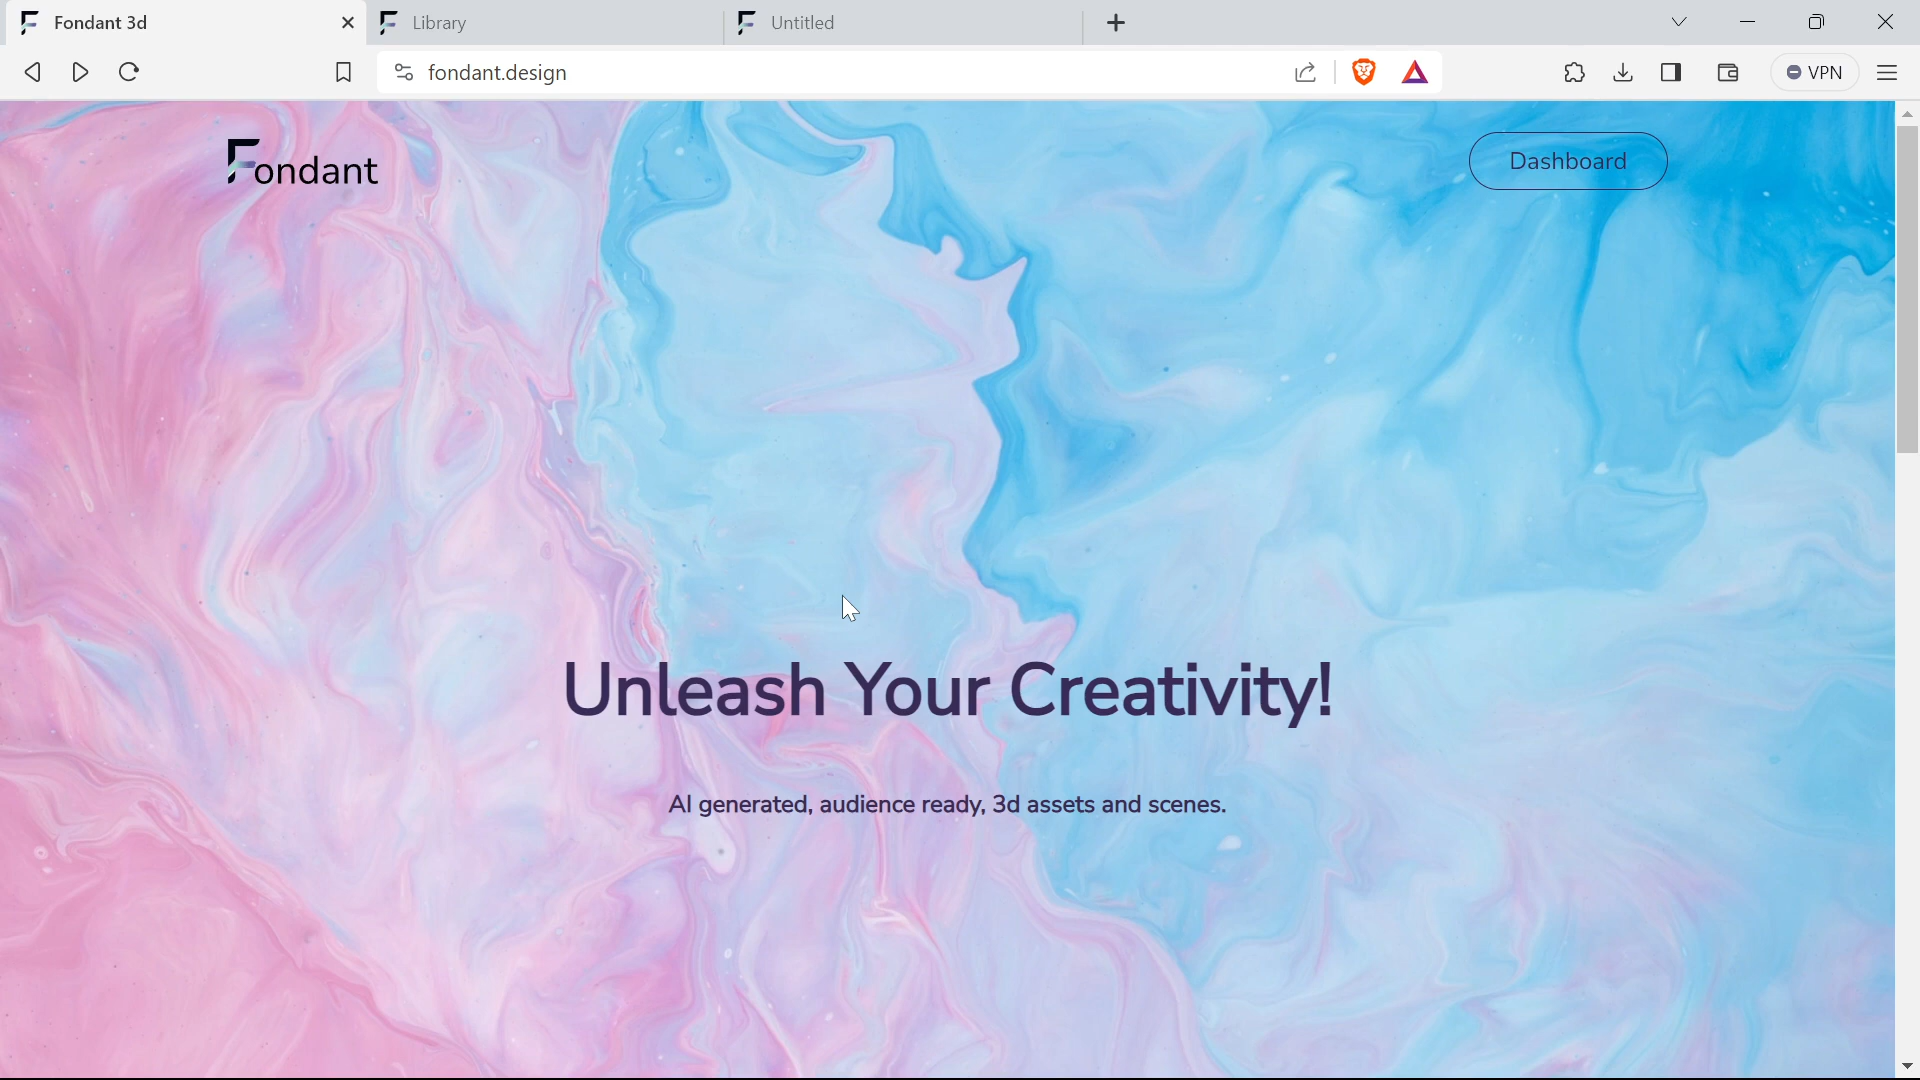 Fondant 3d
Library
Untitled
fondant.design
VPN
Fondant
Dashboard
Unleash Your Creativity!
AI generated, audience ready, 3d assets and scenes.